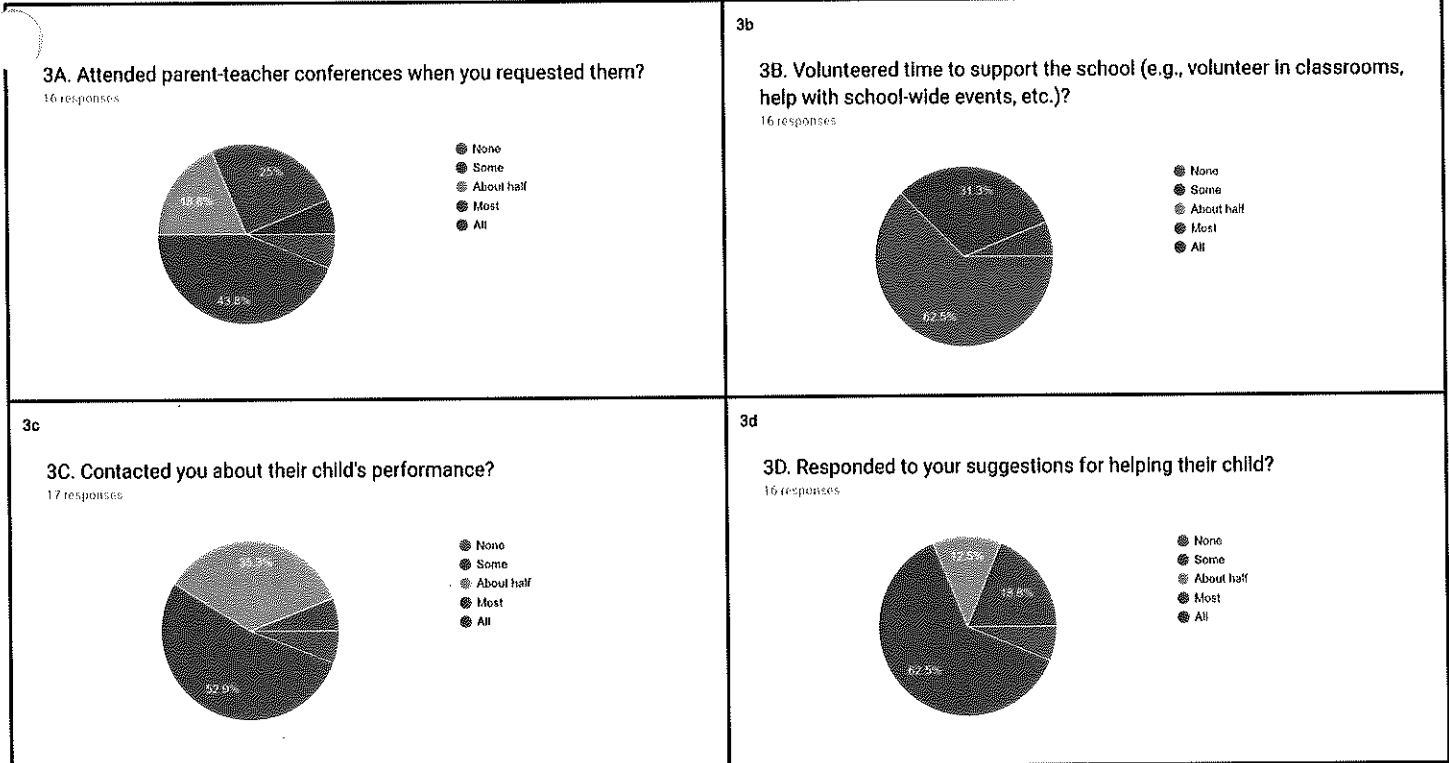 3A. Attended parent-teacher conferences when you requested them?
16 responses
None
Some
About half
Most
All
25%
18.8%
43.8%
3b
3B. Volunteered time to support the school (e.g., volunteer in classrooms,
help with school-wide events, etc.)?
16 responses
None
Some
About half
Most
All
31.3%
62.5%
3c
3C. Contacted you about their child's performance?
17 responses
None
Some
About half
Most
All
35.3%
52.9%
3d
3D. Responded to your suggestions for helping their child?
16 responses
None
Some
About half
Most
All
12.5%
18.8%
62.5%